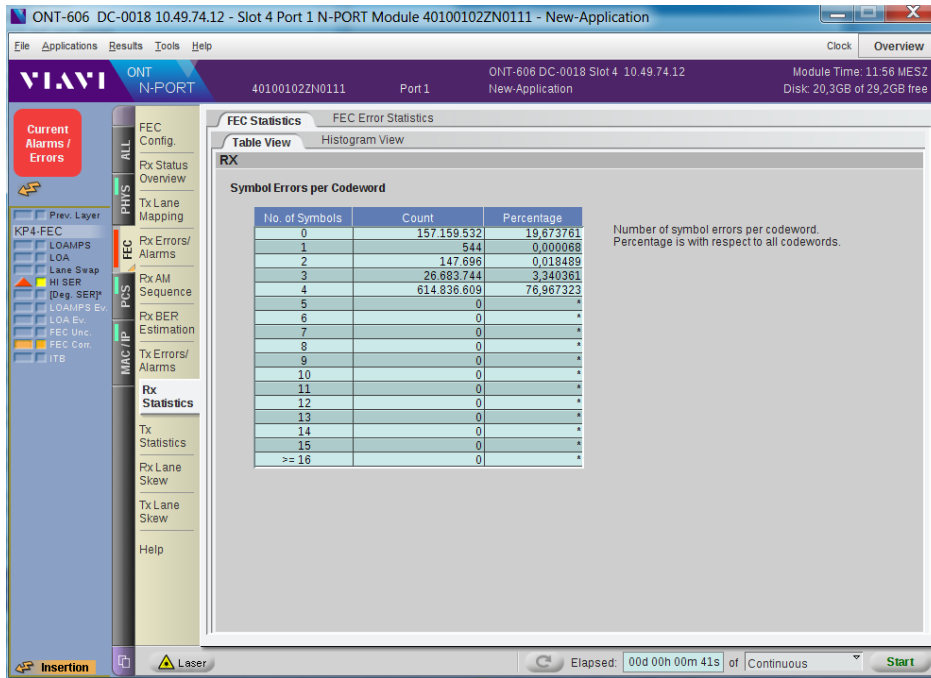 ONT-606 DC-0018 10.49.74.12 - Slot 4 Port 1 N-PORT Module 40100102ZN0111 - New-Application
File Applications Results Tools Help Clock Overview
VIAVI ONT N-PORT 40100102ZN0111 Port 1 ONT-606 DC-0018 Slot 4 10.49.74.12 New-Application Module Time: 11:56 MESZ Disk: 20,3GB of 29,2GB free
Current
Alarms /
Errors
Prev. Layer
KP4-FEC
LOAMPS
LOA
Lane Swap
HI SER
[Deg. SER]*
LOAMPS Ev.
LOA Ev.
FEC Unc.
FEC Corr.
ITB
Insertion
ALL
PHYS
FEC
PCS
MAC / IP
FEC
Config.
Rx Status
Overview
Tx Lane
Mapping
Rx Errors/
Alarms
Rx AM
Sequence
Rx BER
Estimation
Tx Errors/
Alarms
Rx
Statistics
Tx
Statistics
Rx Lane
Skew
Tx Lane
Skew
Help
FEC Statistics FEC Error Statistics
Table View Histogram View
RX
Symbol Errors per Codeword
No. of Symbols Count Percentage
0 157.159.532 19,673761
1 544 0,000068
2 147.696 0,018489
3 26.683.744 3,340361
4 614.836.609 76,967323
5 0 *
6 0 *
7 0 *
8 0 *
9 0 *
10 0 *
11 0 *
12 0 *
13 0 *
14 0 *
15 0 *
>= 16 0 *
Number of symbol errors per codeword.
Percentage is with respect to all codewords.
Laser Elapsed: 00d 00h 00m 41s of Continuous Start